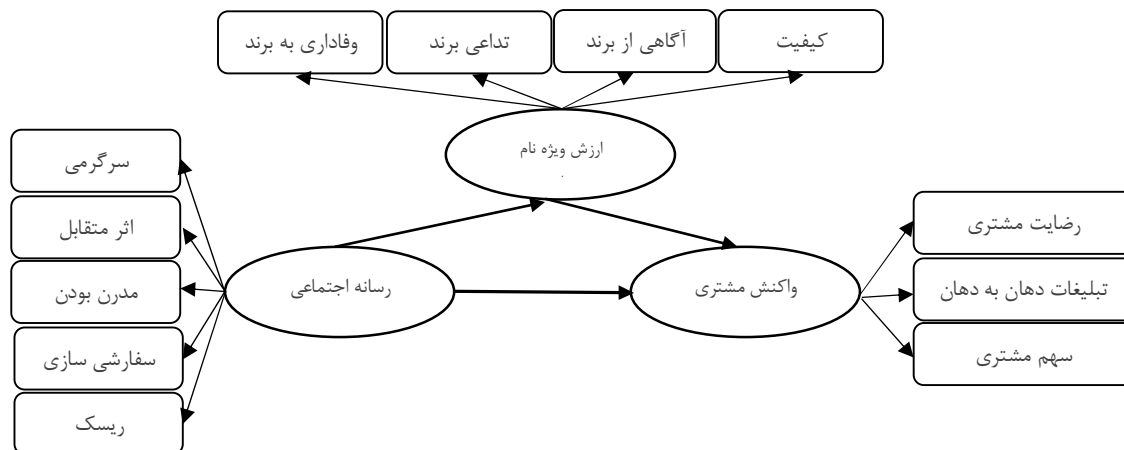 کیفیت
آگاهی از برند
تداعی برند
وفاداری به برند
ارزش ویژه نام
سرگرمی
اثر متقابل
مدرن بودن
سفارشی سازی
ریسک
رسانه اجتماعی
واکنش مشتری
رضایت مشتری
تبلیغات دهان به دهان
سهم مشتری